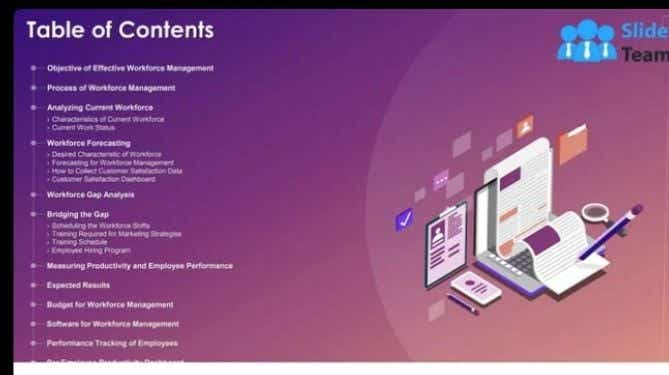 Table of Contents
Slide
Team
Objective of Effective Workforce Management
Process of Workforce Management
Analyzing Current Workforce
› Characteristics of Current Workforce
› Current Work Status
Workforce Forecasting
› Desired Characteristic of Workforce
› Forecasting for Workforce Management
› How to Collect Customer Satisfaction Data
› Customer Satisfaction Dashboard
Workforce Gap Analysis
Bridging the Gap
› Scheduling the Workforce Shifts
› Training Required for Marketing Strategies
› Training Schedule
› Employee Hiring Program
Measuring Productivity and Employee Performance
Expected Results
Budget for Workforce Management
Software for Workforce Management
Performance Tracking of Employees
Per Employee Productivity Dashboard